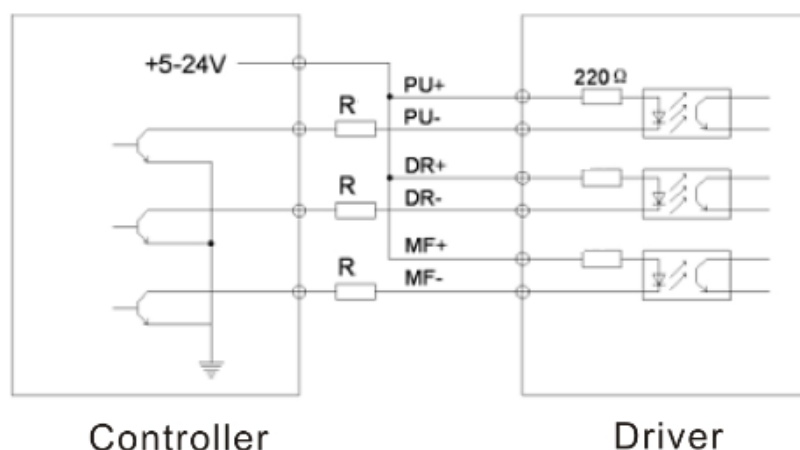 +5-24V
PU+
220Ω
R
PU-
DR+
R
DR-
MF+
R
MF-
Controller
Driver